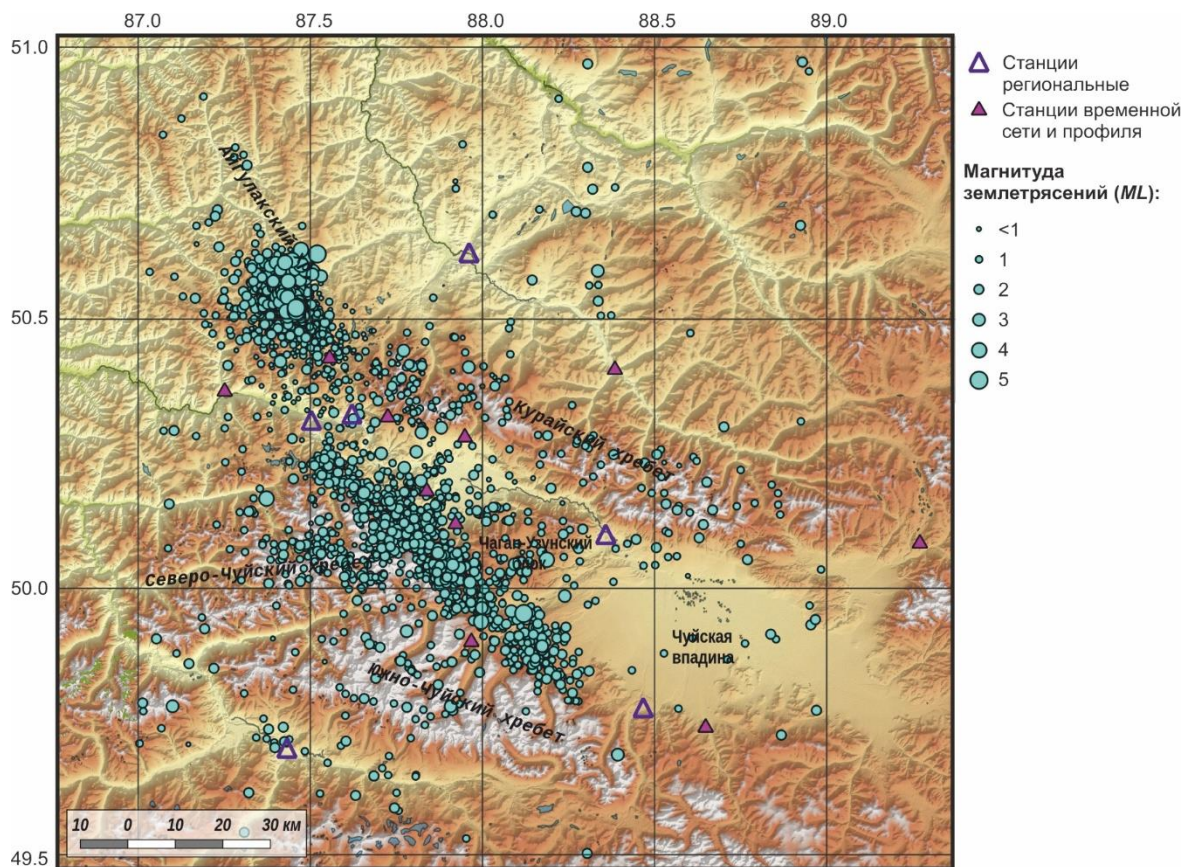 87.0 87.5 88.0 88.5 89.0
51.0
50.5
50.0
49.5
Айгулакский
Курайский хребет
Чаган-Узунский
блок
Северо-Чуйский хребет
Чуйская
впадина
Южно-Чуйский хребет
10 0 10 20 30 км
Станции
региональные
Станции временной
сети и профиля
Магнитуда
землетрясений (ML):
<1
1
2
3
4
5